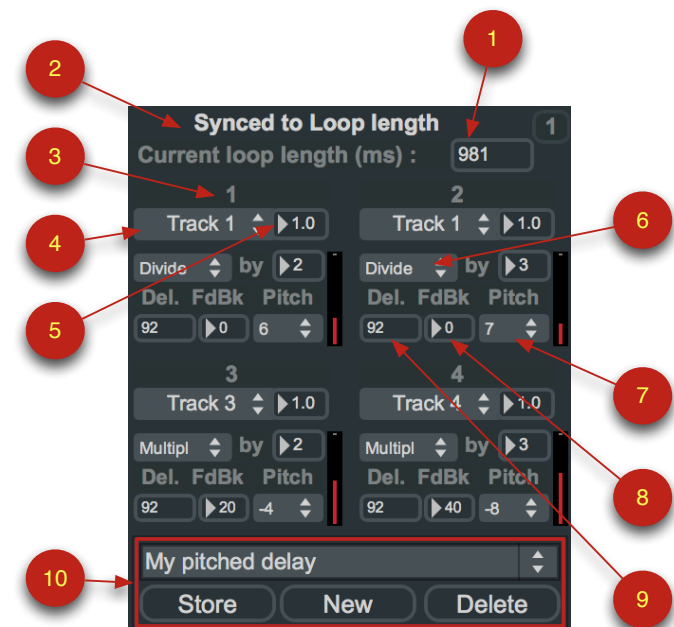 1
2
Synced to Loop length
1
Current loop length (ms) : 981
3
1
2
4
Track 1 1.0
Track 1 1.0
6
Divide by 2
Divide by 3
5
Del. FdBk Pitch
Del. FdBk Pitch
92 0 6
92 0 7
7
3
4
Track 3 1.0
Track 4 1.0
Multipl by 2
Multipl by 3
Del. FdBk Pitch
Del. FdBk Pitch
8
92 20 -4
92 40 -8
10
My pitched delay
9
Store New Delete